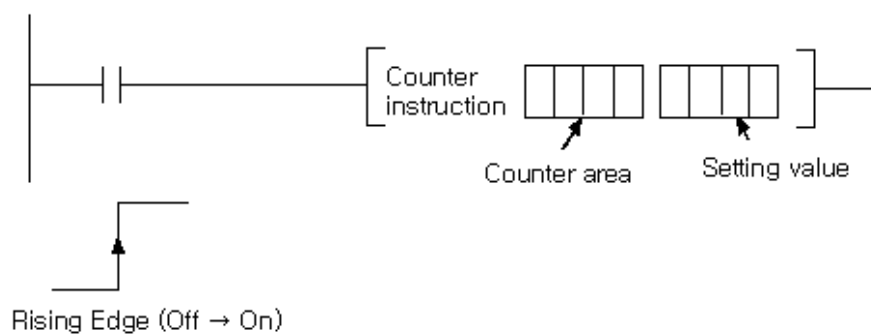 Counter
instruction
Counter area
Setting value
Rising Edge (Off → On)